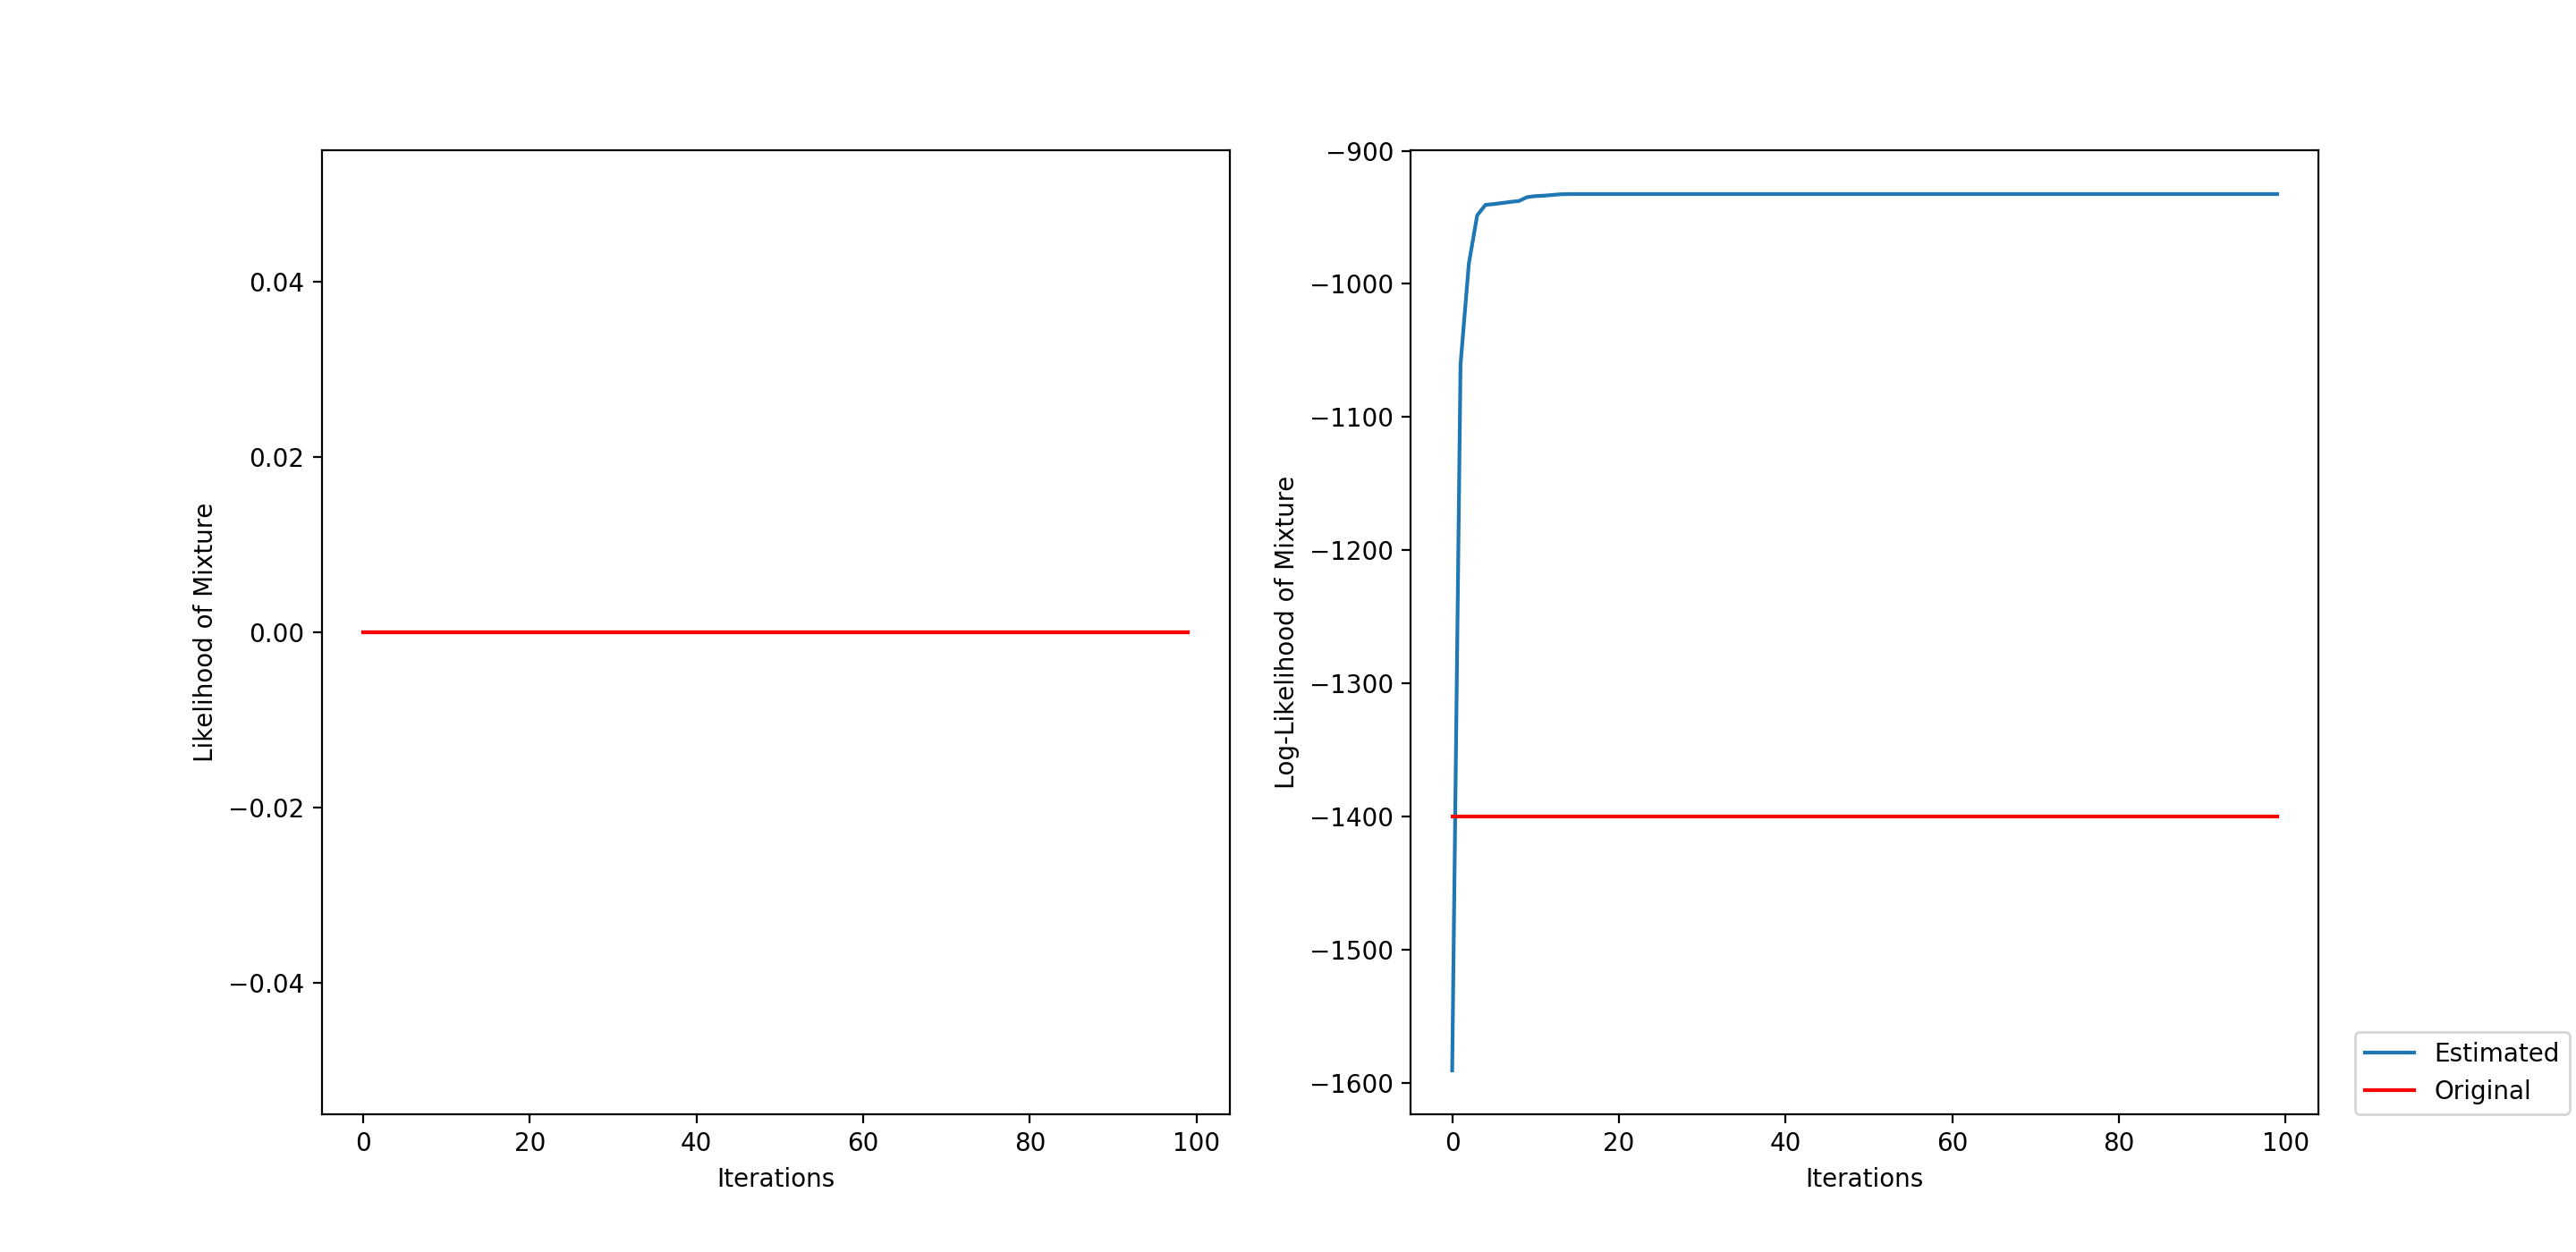 Likelihood of Mixture
0.04
0.02
0.00
−0.02
−0.04
0 20 40 60 80 100
Iterations
Log-Likelihood of Mixture
−900
−1000
−1100
−1200
−1300
−1400
−1500
−1600
0 20 40 60 80 100
Iterations
Estimated
Original